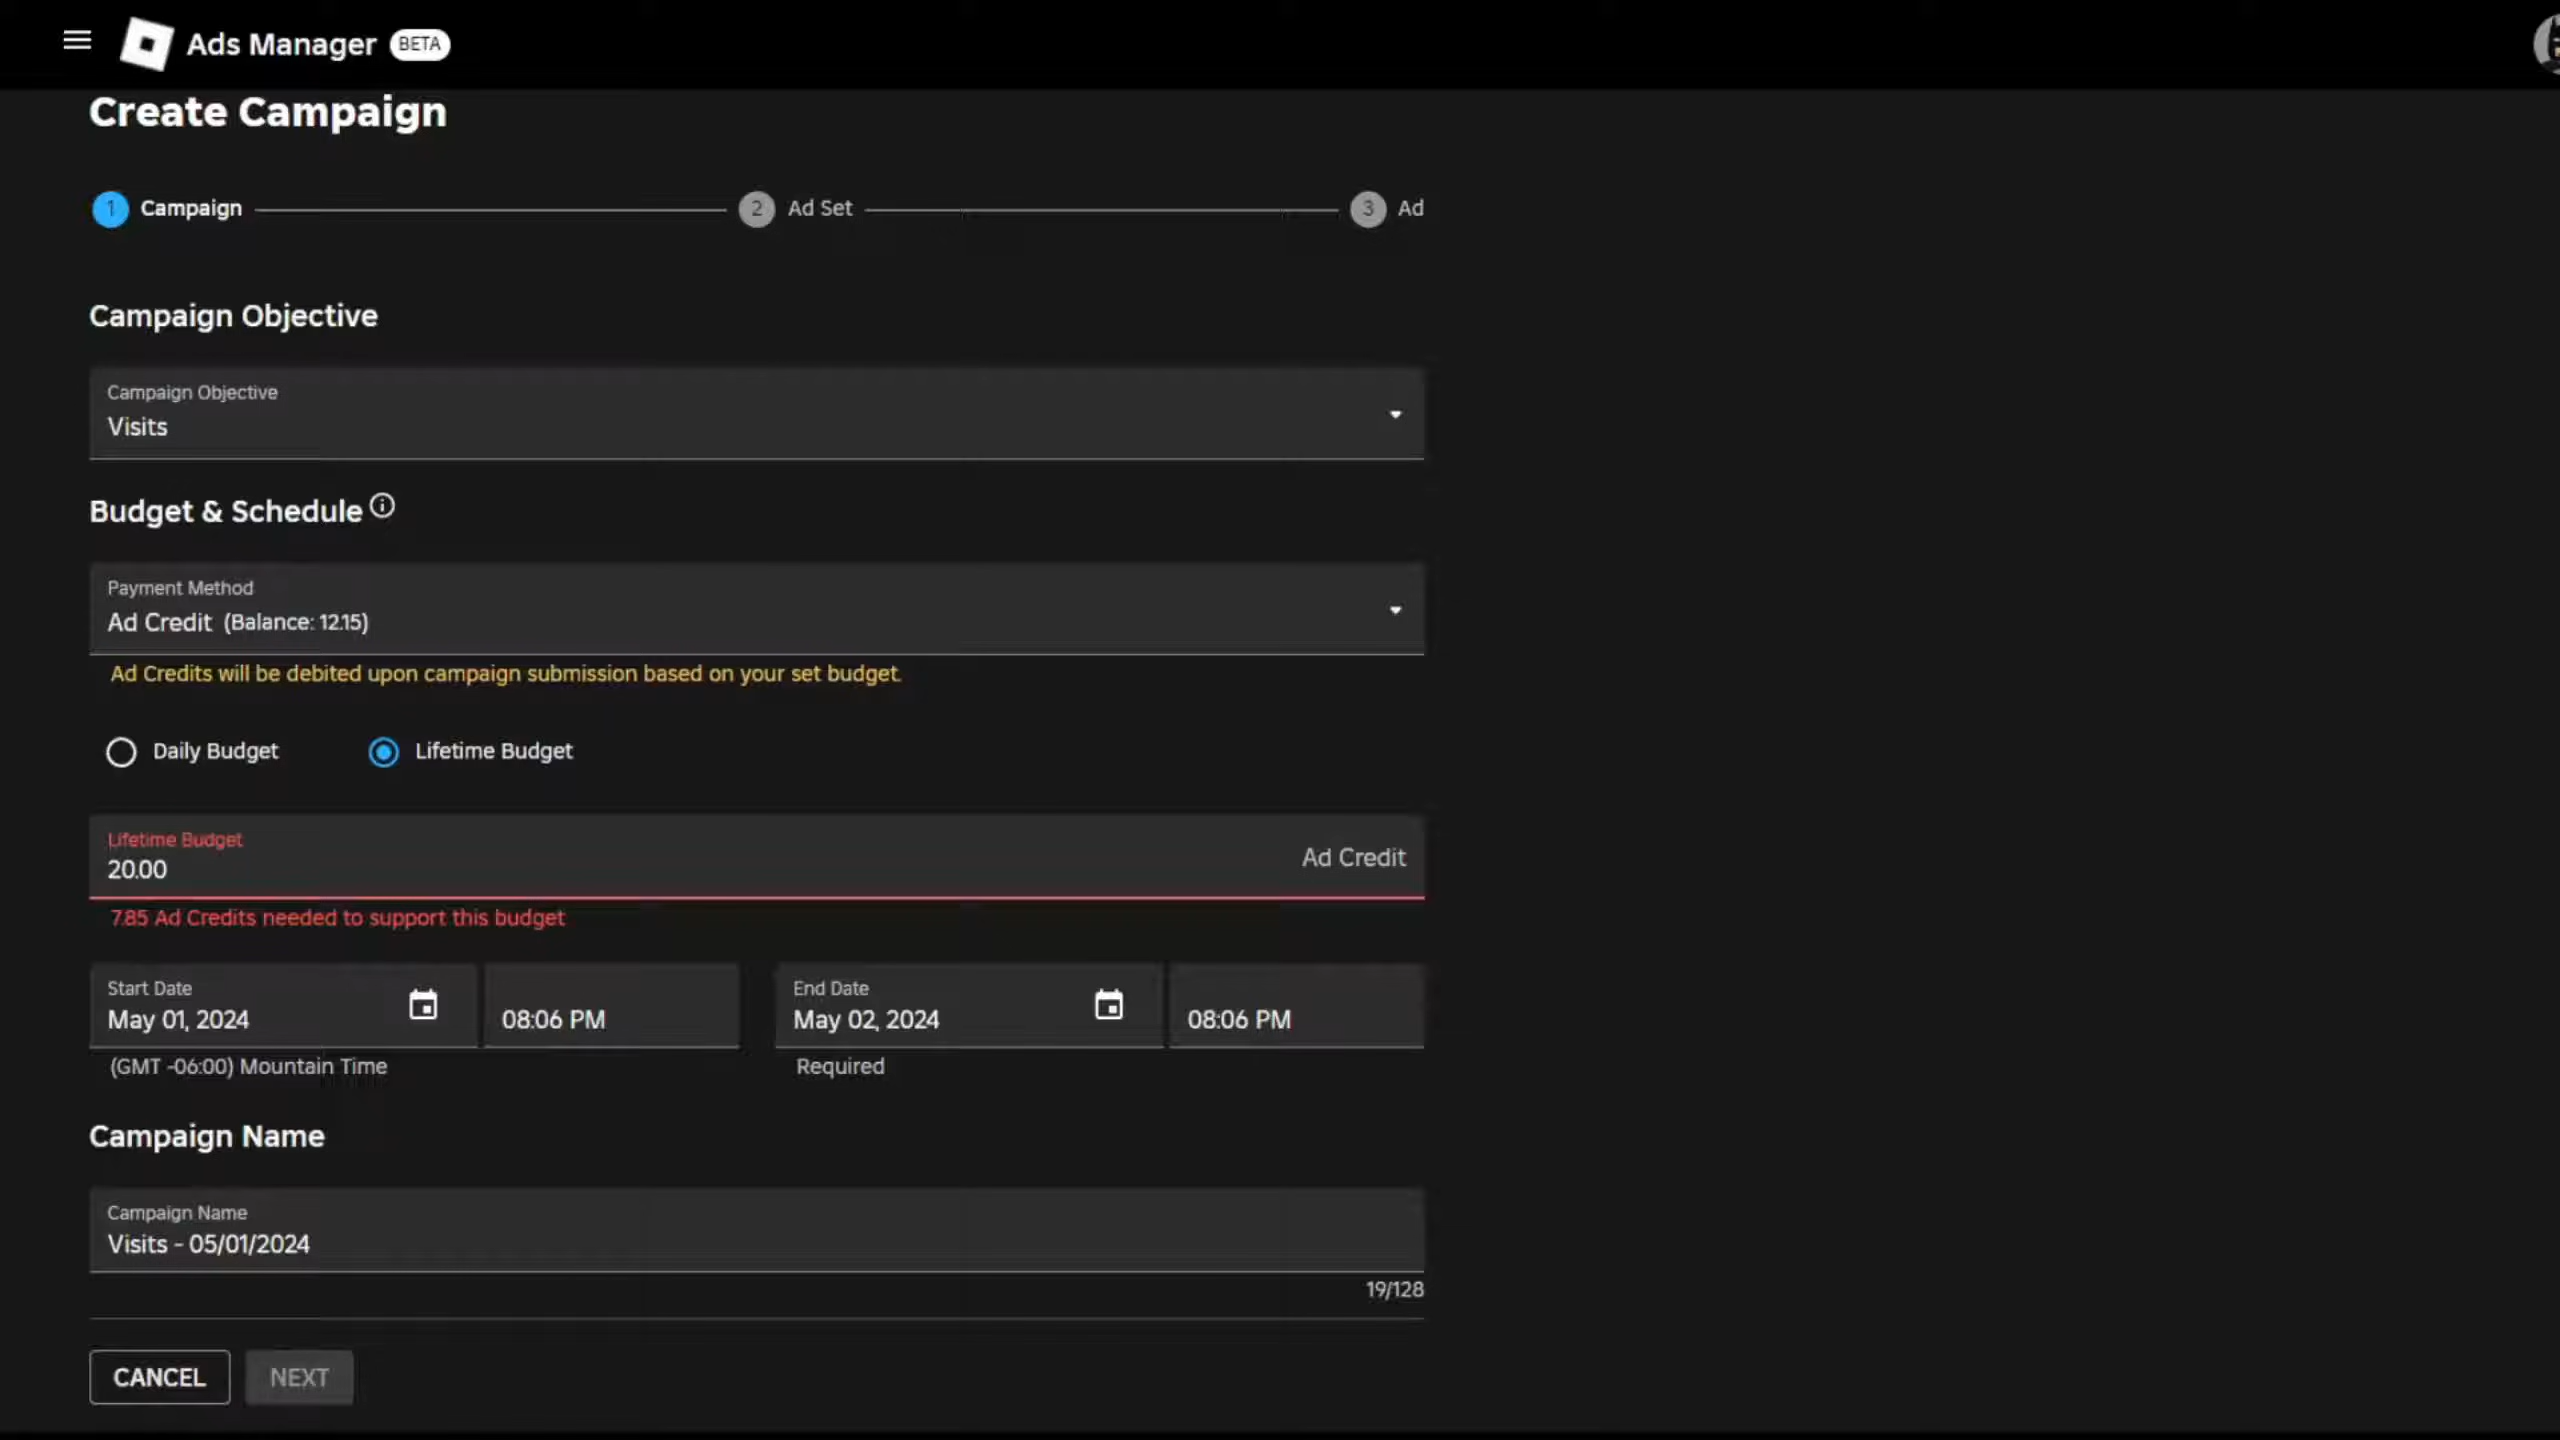 Ads Manager BETA
Create Campaign
1 Campaign 2 Ad Set 3 Ad
Campaign Objective
Campaign Objective
Visits
Budget & Schedule
Payment Method
Ad Credit (Balance: 12.15)
Ad Credits will be debited upon campaign submission based on your set budget.
Daily Budget Lifetime Budget
Lifetime Budget
20.00 Ad Credit
7.85 Ad Credits needed to support this budget
Start Date End Date
May 01, 2024 08:06 PM May 02, 2024 08:06 PM
(GMT -06:00) Mountain Time Required
Campaign Name
Campaign Name
Visits - 05/01/2024
19/128
CANCEL NEXT